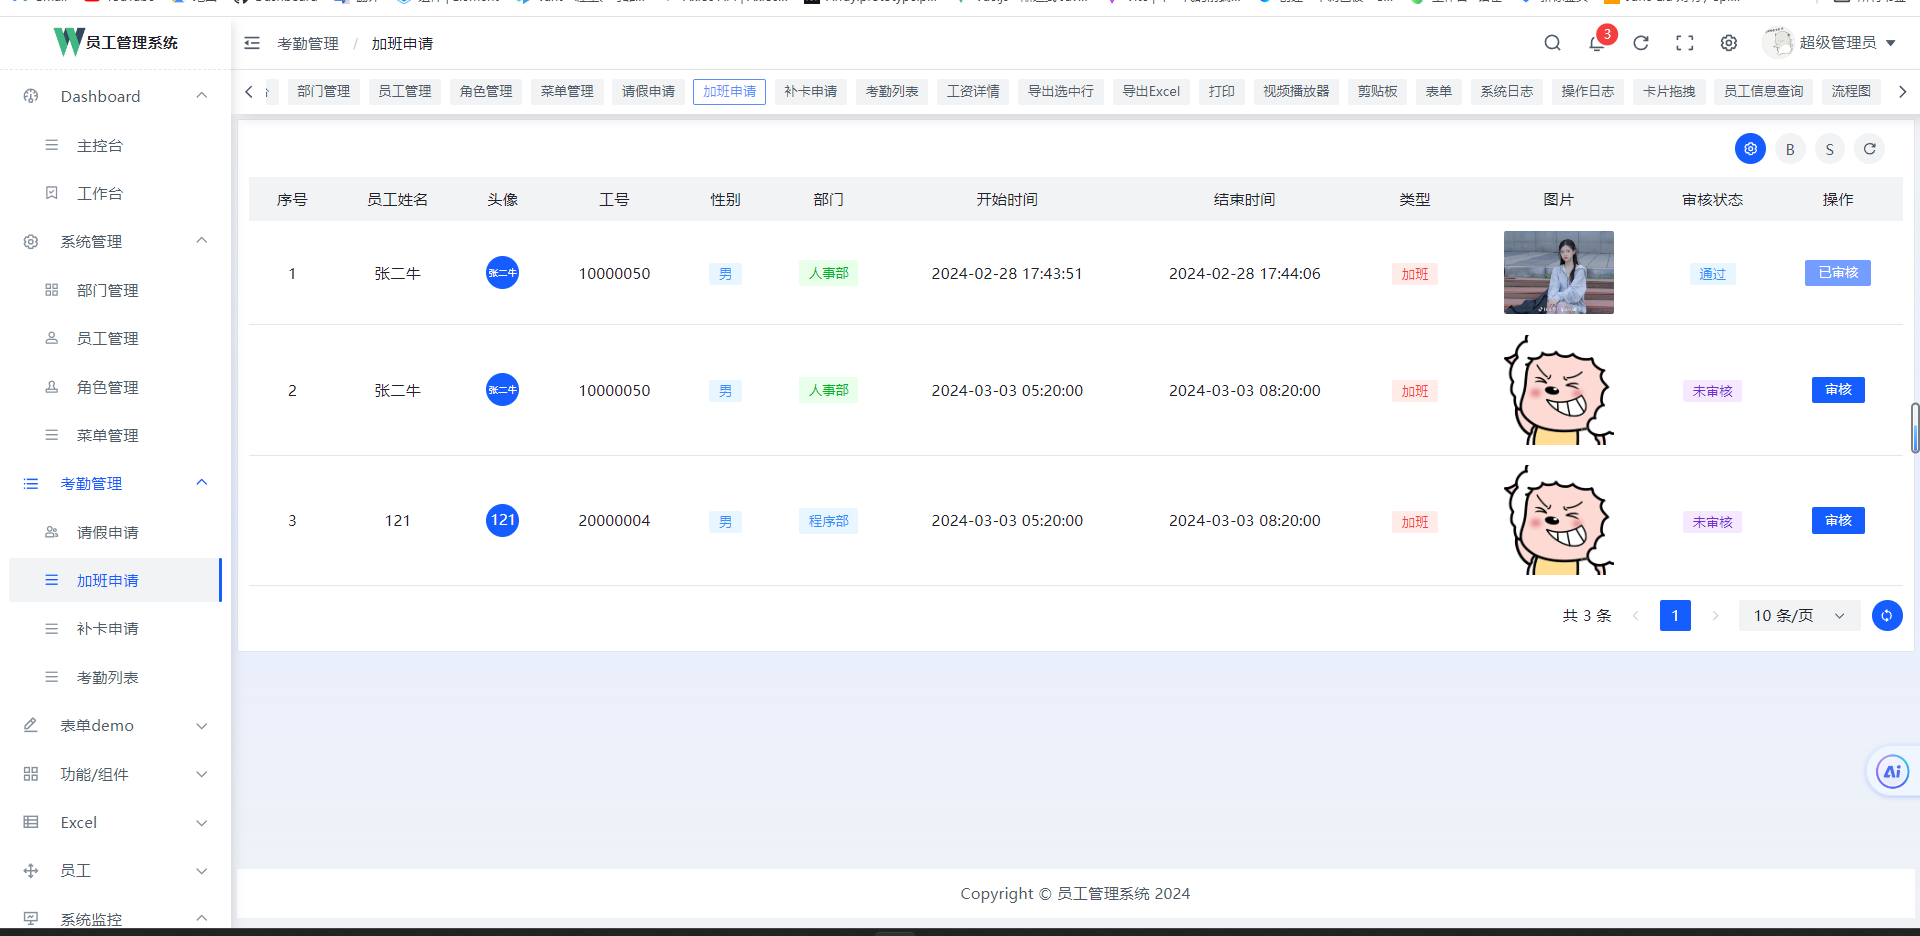 员工管理系统
考勤管理 / 加班申请
3
超级管理员
部门管理 员工管理 角色管理 菜单管理 请假申请 加班申请 补卡申请 考勤列表 工资详情 导出选中行 导出Excel 打印 视频播放器 剪贴板 表单 系统日志 操作日志 卡片拖拽 员工信息查询 流程图
Dashboard
主控台
工作台
系统管理
部门管理
员工管理
角色管理
菜单管理
考勤管理
请假申请
加班申请
补卡申请
考勤列表
表单demo
功能/组件
Excel
员工
系统监控
B S
序号 员工姓名 头像 工号 性别 部门 开始时间 结束时间 类型 图片 审核状态 操作
1 张二牛 张二牛 10000050 男 人事部 2024-02-28 17:43:51 2024-02-28 17:44:06 加班 通过 已审核
2 张二牛 张二牛 10000050 男 人事部 2024-03-03 05:20:00 2024-03-03 08:20:00 加班 未审核 审核
3 121 121 20000004 男 程序部 2024-03-03 05:20:00 2024-03-03 08:20:00 加班 未审核 审核
共 3 条 1 10 条/页
Ai
Copyright © 员工管理系统 2024